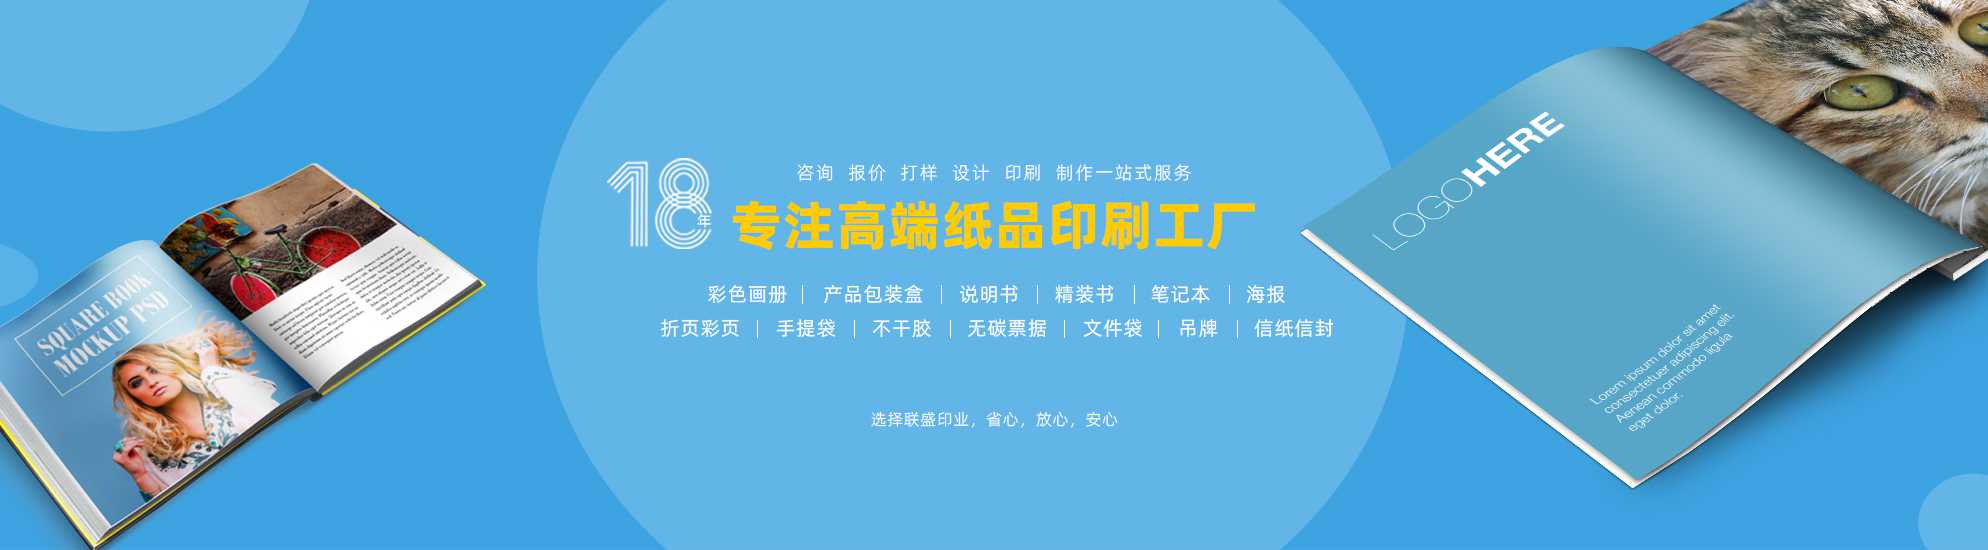 SQUARE BOOK
MOCKUP PSD
18年
咨询 报价 打样 设计 印刷 制作一站式服务
专注高端纸品印刷工厂
彩色画册 | 产品包装盒 | 说明书 | 精装书 | 笔记本 | 海报
折页彩页 | 手提袋 | 不干胶 | 无碳票据 | 文件袋 | 吊牌 | 信纸信封
选择联盛印业，省心，放心，安心
LOGOHERE
Lorem ipsum dolor sit amet
consectetuer adipiscing elit.
Aenean commodo ligula
eget dolor.